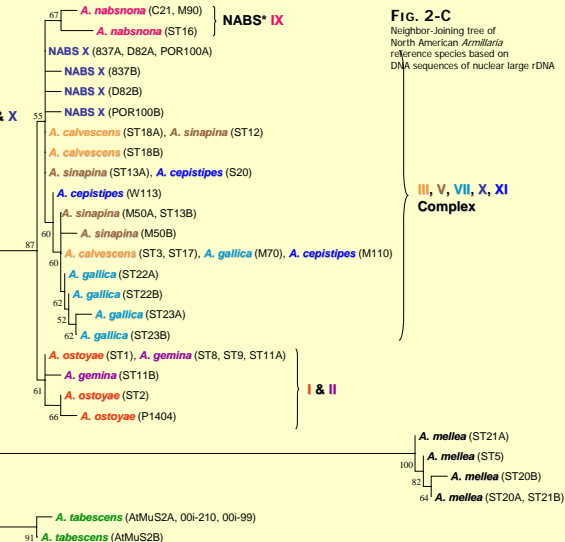 FIG. 2-C
Neighbor-Joining tree of
North American Armillaria
reference species based on
DNA sequences of nuclear large rDNA
67
A. nabsnona (C21, M90)
A. nabsnona (ST16)
NABS* IX
NABS X (837A, D82A, POR100A)
NABS X (837B)
NABS X (D82B)
NABS X (POR100B)
& X
55
A. calvescens (ST18A), A. sinapina (ST12)
A. calvescens (ST18B)
A. sinapina (ST13A), A. cepistipes (S20)
A. cepistipes (W113)
A. sinapina (M50A, ST13B)
60
A. sinapina (M50B)
87
A. calvescens (ST3, ST17), A. gallica (M70), A. cepistipes (M110)
60
A. gallica (ST22A)
A. gallica (ST22B)
62
A. gallica (ST23A)
52
A. gallica (ST23B)
62
III, V, VII, X, XI
Complex
A. ostoyae (ST1), A. gemina (ST8, ST9, ST11A)
A. gemina (ST11B)
61
A. ostoyae (ST2)
A. ostoyae (P1404)
66
I & II
A. mellea (ST21A)
A. mellea (ST5)
100
A. mellea (ST20B)
82
A. mellea (ST20A, ST21B)
64
A. tabescens (AtMuS2A, 00i-210, 00i-99)
A. tabescens (AtMuS2B)
91